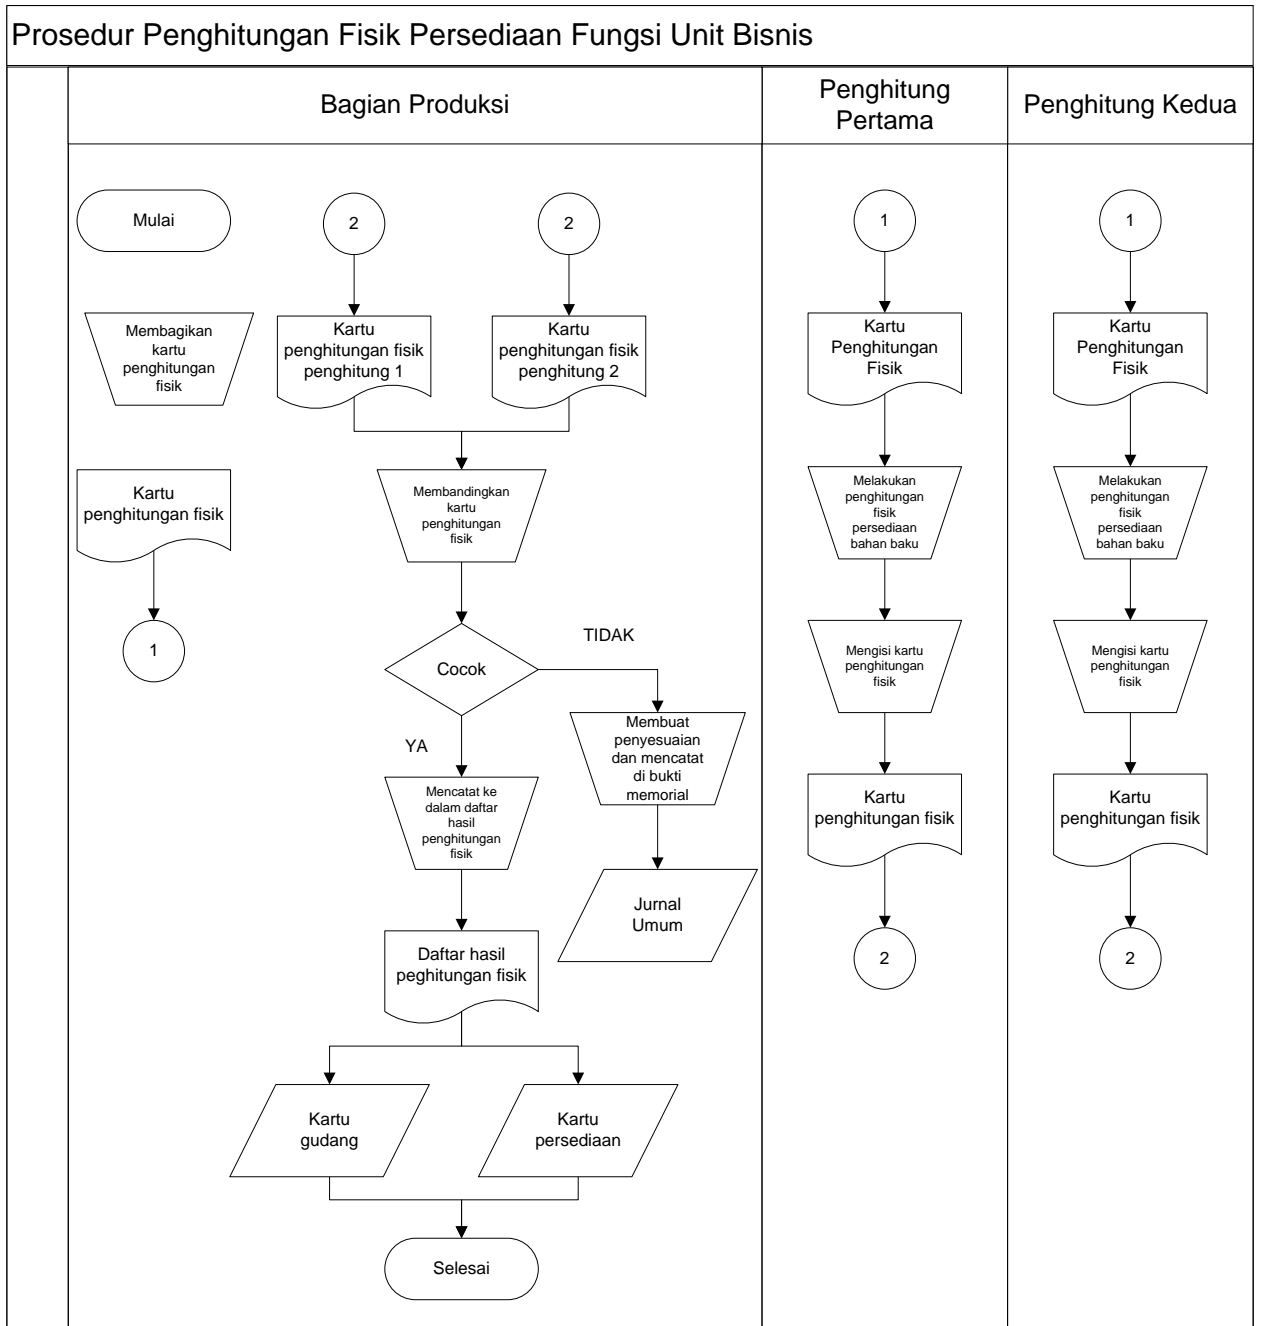 Prosedur Penghitungan Fisik Persediaan Fungsi Unit Bisnis
Bagian Produksi
Penghitung
Pertama
Penghitung Kedua
Mulai
Membagikan
kartu
penghitungan
fisik
Kartu
penghitungan fisik
1
2
2
Kartu
penghitungan fisik
penghitung 1
Kartu
penghitungan fisik
penghitung 2
Membandingkan
kartu
penghitungan
fisik
Cocok
TIDAK
YA
Membuat
penyesuaian
dan mencatat
di bukti
memorial
Mencatat ke
dalam daftar
hasil
penghitungan
fisik
Jurnal
Umum
Daftar hasil
peghitungan fisik
Kartu
gudang
Kartu
persediaan
Selesai
1
Kartu
Penghitungan
Fisik
Melakukan
penghitungan
fisik
persediaan
bahan baku
Mengisi kartu
penghitungan
fisik
Kartu
penghitungan fisik
2
1
Kartu
Penghitungan
Fisik
Melakukan
penghitungan
fisik
persediaan
bahan baku
Mengisi kartu
penghitungan
fisik
Kartu
penghitungan fisik
2